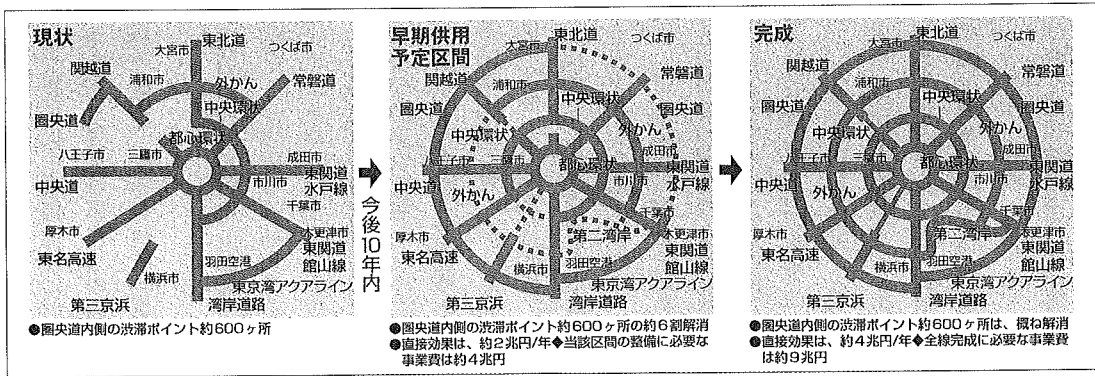 現状
東北道
大宮市
つくば市
関越道
浦和市
外かん
常磐道
中央環状
圏央道
都心環状
八王子市
三鷹市
成田市
中央道
市川市
東関道
水戸線
千葉市
厚木市
木更津市
東名高速
羽田空港
東関道
館山線
横浜市
東京湾アクアライン
第三京浜
湾岸道路
●圏央道内側の渋滞ポイント約600ヶ所
今後10年内
早期供用
予定区間
東北道
大宮市
つくば市
関越道
浦和市
常磐道
圏央道
中央環状
圏央道
中央環状
外かん
八王子市
三鷹市
都心環状
成田市
中央道
東関道
水戸線
外かん
市川市
千葉市
厚木市
第二湾岸
木更津市
東名高速
東関道
館山線
横浜市
羽田空港
東京湾アクアライン
第三京浜
湾岸道路
●圏央道内側の渋滞ポイント約600ヶ所の約6割解消
●直接効果は、約2兆円/年◆当該区間の整備に必要な
事業費は約4兆円
完成
東北道
大宮市
つくば市
関越道
浦和市
常磐道
中央環状
圏央道
圏央道
中央環状
外かん
八王子市
三鷹市
都心環状
成田市
中央道
東関道
水戸線
外かん
市川市
千葉市
厚木市
第二湾岸
木更津市
東名高速
東関道
館山線
横浜市
羽田空港
東京湾アクアライン
第三京浜
湾岸道路
●圏央道内側の渋滞ポイント約600ヶ所は、概ね解消
●直接効果は、約4兆円/年◆全線完成に必要な事業費
は約9兆円